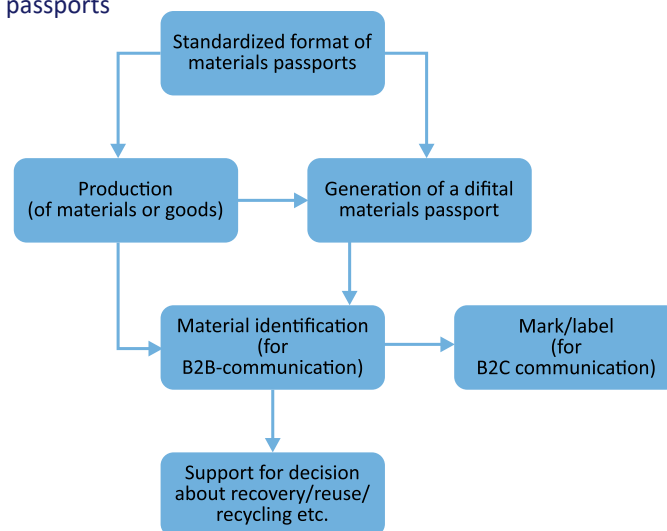 passports
Standardized format of
materials passports
Production
(of materials or goods)
Generation of a difital
materials passport
Material identification
(for
B2B-communication)
Mark/label
(for
B2C communication)
Support for decision
about recovery/reuse/
recycling etc.